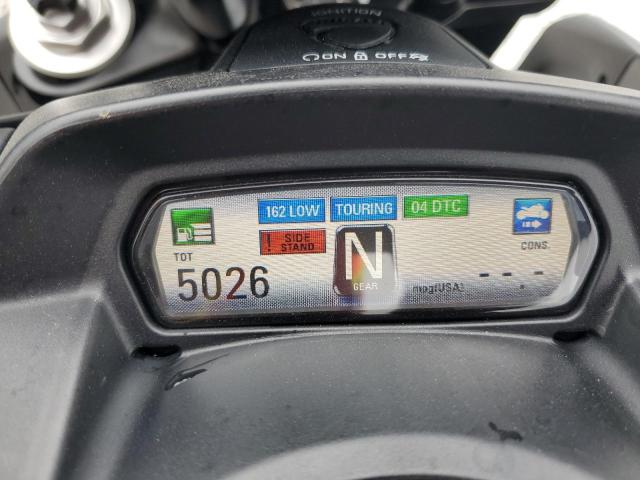 IGNITION
ON OFF
162 LOW TOURING 04 DTC
! SIDE STAND
TOT
5026
N
GEAR
CONS.
mpg(USA) --.-